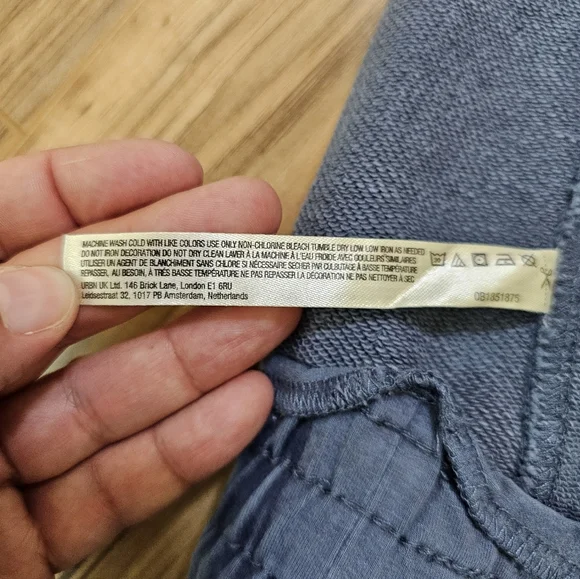 MACHINE WASH COLD WITH LIKE COLORS USE ONLY NON-CHLORINE BLEACH TUMBLE DRY LOW LOW IRON AS NEEDED
DO NOT IRON DECORATION DO NOT DRY CLEAN LAVER À LA MACHINE À L'EAU FROIDE AVEC COULEURS SIMILAIRES
UTILISER UN AGENT DE BLANCHIMENT SANS CHLORE SI NÉCESSAIRE SECHER PAR CULBUTAGE À BASSE TEMPÉRATURE
REPASSER, AU BESOIN, À TRÈS BASSE TEMPÉRATURE NE PAS REPASSER LA DÉCORATION NE PAS NETTOYER À SEC
URBN UK Ltd. 146 Brick Lane, London E1 6RU
Leidsestraat 32, 1017 PB Amsterdam, Netherlands
OB1851875